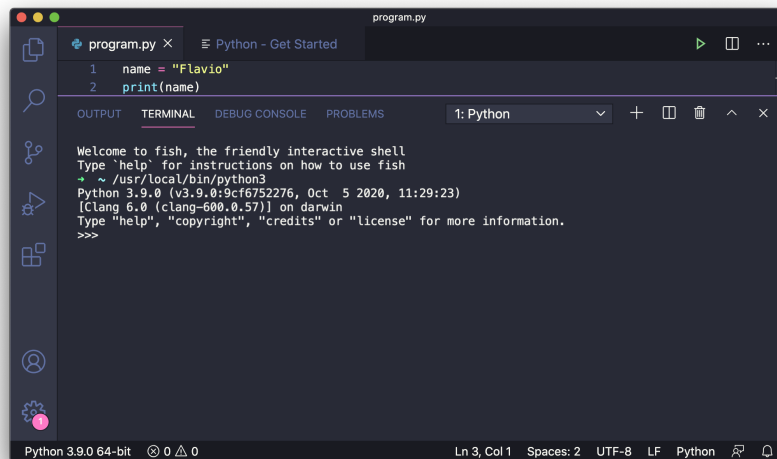 program.py
program.py Python - Get Started
1 name = "Flavio"
2 print(name)
OUTPUT TERMINAL DEBUG CONSOLE PROBLEMS 1: Python
Welcome to fish, the friendly interactive shell
Type `help` for instructions on how to use fish
➜ ~ /usr/local/bin/python3
Python 3.9.0 (v3.9.0:9cf6752276, Oct  5 2020, 11:29:23)
[Clang 6.0 (clang-600.0.57)] on darwin
Type "help", "copyright", "credits" or "license" for more information.
>>>
1
Python 3.9.0 64-bit 0 0 Ln 3, Col 1 Spaces: 2 UTF-8 LF Python